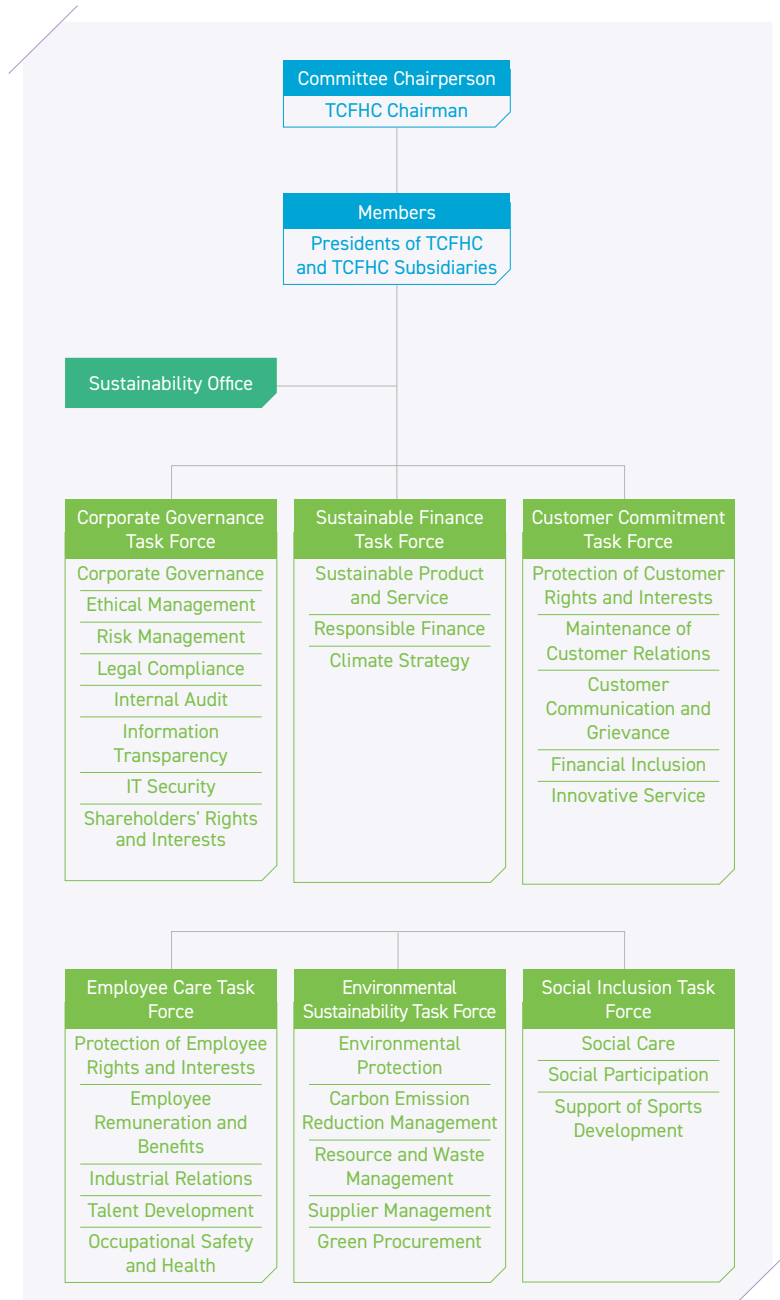 Committee Chairperson
TCFHC Chairman
Members
Presidents of TCFHC
and TCFHC Subsidiaries
Sustainability Office
Corporate Governance
Task Force
Corporate Governance
Ethical Management
Risk Management
Legal Compliance
Internal Audit
Information
Transparency
IT Security
Shareholders' Rights
and Interests
Sustainable Finance
Task Force
Sustainable Product
and Service
Responsible Finance
Climate Strategy
Customer Commitment
Task Force
Protection of Customer
Rights and Interests
Maintenance of
Customer Relations
Customer
Communication and
Grievance
Financial Inclusion
Innovative Service
Employee Care Task
Force
Protection of Employee
Rights and Interests
Employee
Remuneration and
Benefits
Industrial Relations
Talent Development
Occupational Safety
and Health
Environmental
Sustainability Task Force
Environmental
Protection
Carbon Emission
Reduction Management
Resource and Waste
Management
Supplier Management
Green Procurement
Social Inclusion Task
Force
Social Care
Social Participation
Support of Sports
Development